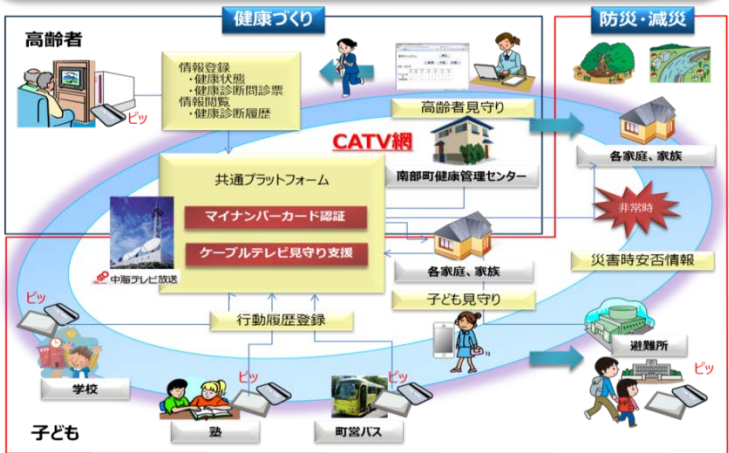 健康づくり
防災・減災
高齢者
情報登録
・健康状態
・健康診断問診票
情報閲覧
・健康診断履歴
ピッ
高齢者見守り
CATV網
南部町健康管理センター
各家庭、家族
共通プラットフォーム
マイナンバーカード認証
ケーブルテレビ見守り支援
中海テレビ放送
非常時
各家庭、家族
災害時安否情報
子ども見守り
ピッ
行動履歴登録
避難所
学校
ピッ
ピッ
ピッ
塾
町営バス
子ども